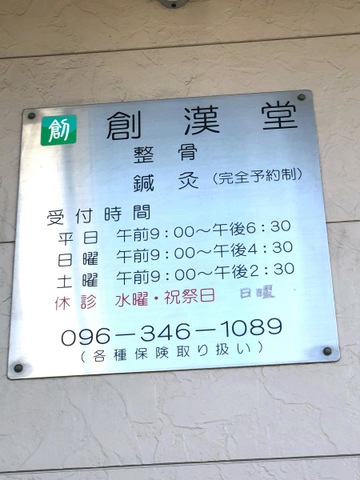 創 創漢堂
整骨
鍼灸（完全予約制）
受付時間
平日 午前9：00～午後6：30
日曜 午前9：00～午後4：30
土曜 午前9：00～午後2：30
休診 水曜・祝祭日 日曜
096－346－1089
（各種保険取り扱い）